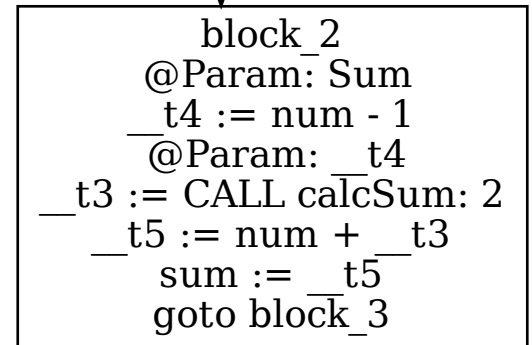 block_2
@Param: Sum
__t4 := num - 1
@Param: __t4
__t3 := CALL calcSum: 2
__t5 := num + __t3
sum := __t5
goto block_3